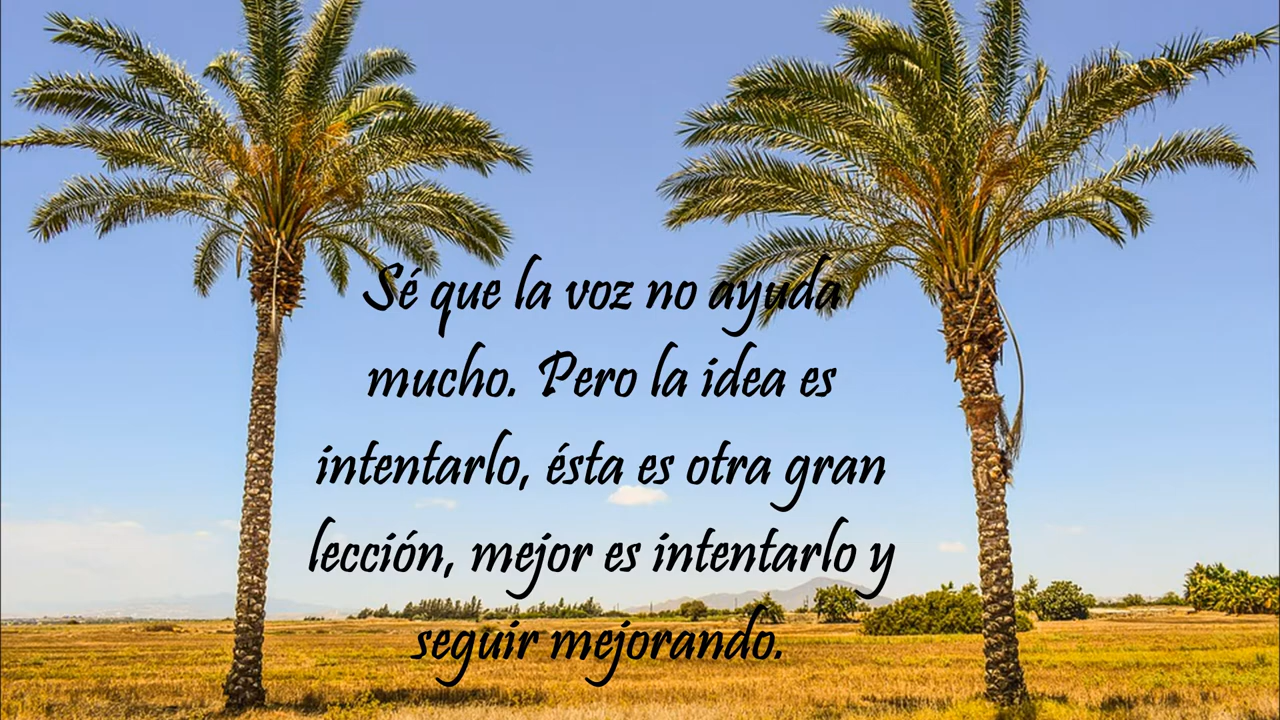 Sé que la voz no ayuda
mucho. Pero la idea es
intentarlo, ésta es otra gran
lección, mejor es intentarlo y
seguir mejorando.